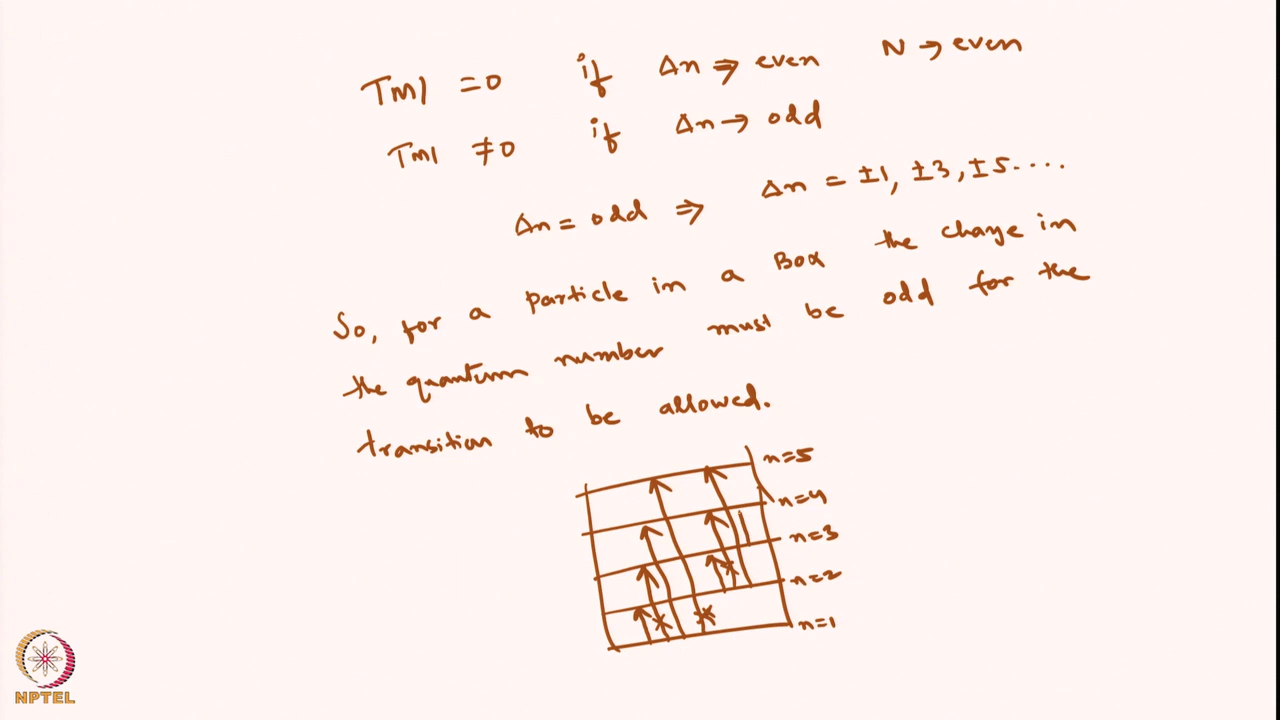 Tm1 =0 if Δn ⇒ even N → even
Tm1 ≠0 if Δn → odd
Δn = odd ⇒ Δn = ±1, ±3, ±5....
So, for a particle in a Box the change in
the quantum number must be odd for the
transition to be allowed.
n=5
n=4
n=3
n=2
n=1
NPTEL